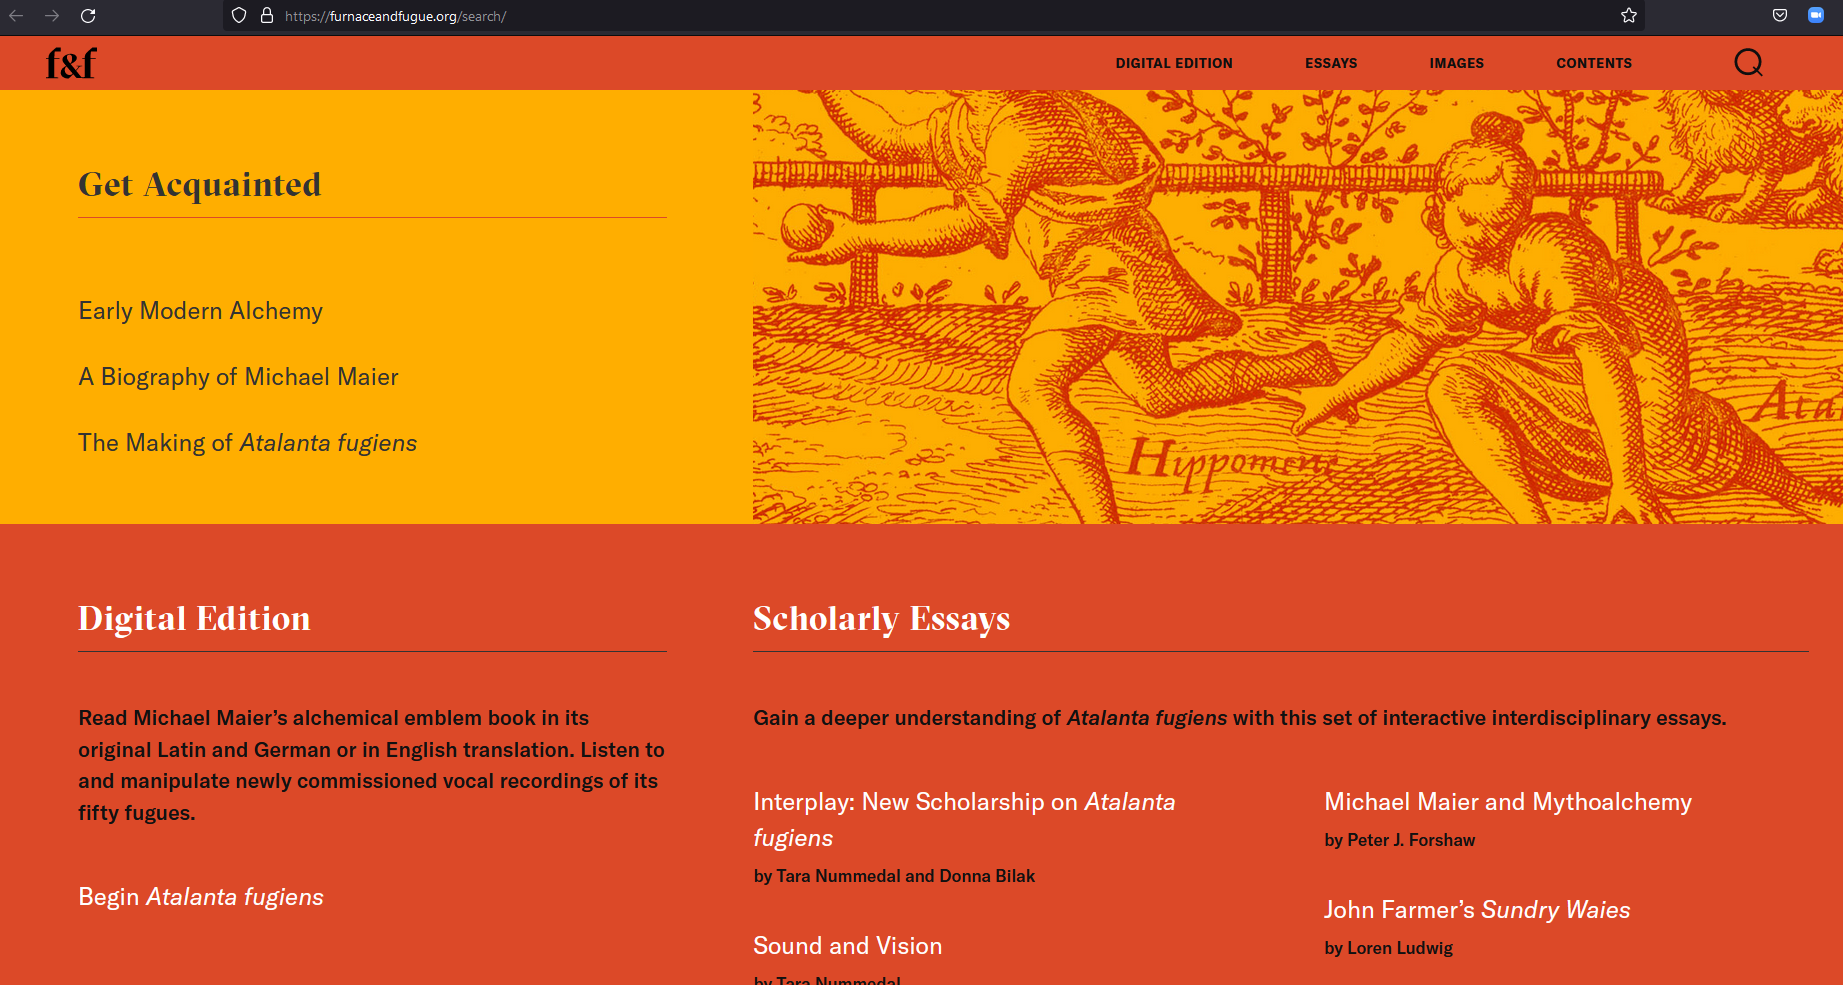 https://furnaceandfugue.org/search/
f&f
DIGITAL EDITION
ESSAYS
IMAGES
CONTENTS
Get Acquainted
Early Modern Alchemy
A Biography of Michael Maier
The Making of Atalanta fugiens
Hippomene
Ata
Digital Edition
Read Michael Maier’s alchemical emblem book in its
original Latin and German or in English translation. Listen to
and manipulate newly commissioned vocal recordings of its
fifty fugues.
Begin Atalanta fugiens
Scholarly Essays
Gain a deeper understanding of Atalanta fugiens with this set of interactive interdisciplinary essays.
Interplay: New Scholarship on Atalanta
fugiens
by Tara Nummedal and Donna Bilak
Sound and Vision
by Tara Nummedal
Michael Maier and Mythoalchemy
by Peter J. Forshaw
John Farmer’s Sundry Waies
by Loren Ludwig